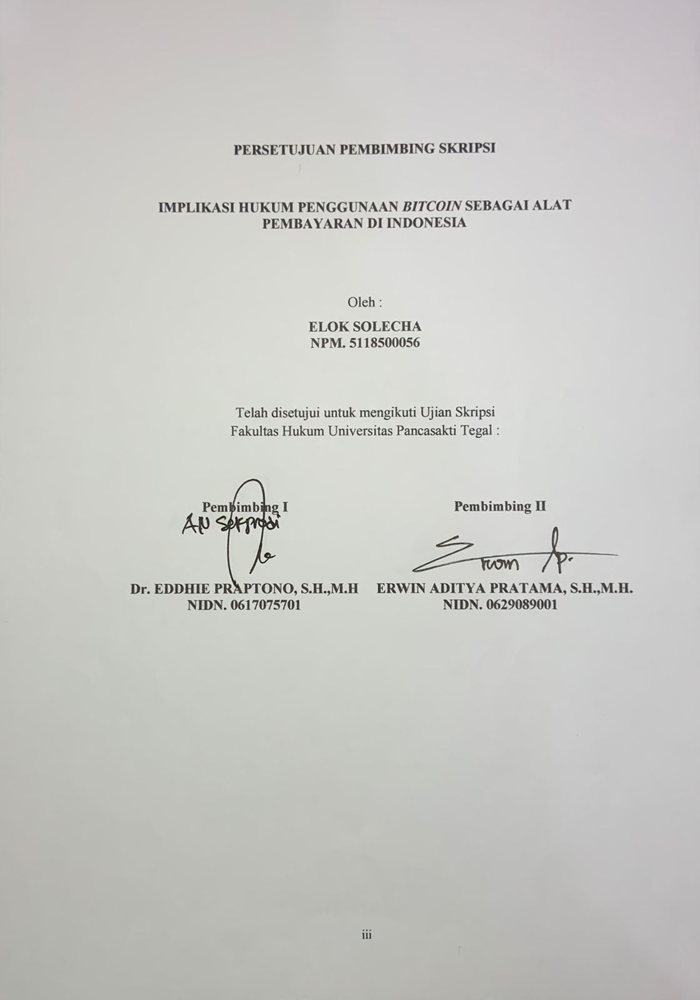 PERSETUJUAN PEMBIMBING SKRIPSI
IMPLIKASI HUKUM PENGGUNAAN BITCOIN SEBAGAI ALAT
PEMBAYARAN DI INDONESIA
Oleh :
ELOK SOLECHA
NPM. 5118500056
Telah disetujui untuk mengikuti Ujian Skripsi
Fakultas Hukum Universitas Pancasakti Tegal :
Pembimbing I
AN Sekprodi
Dr. EDDHIE PRAPTONO, S.H.,M.H
NIDN. 0617075701
Pembimbing II
ERWIN ADITYA PRATAMA, S.H.,M.H.
NIDN. 0629089001
iii